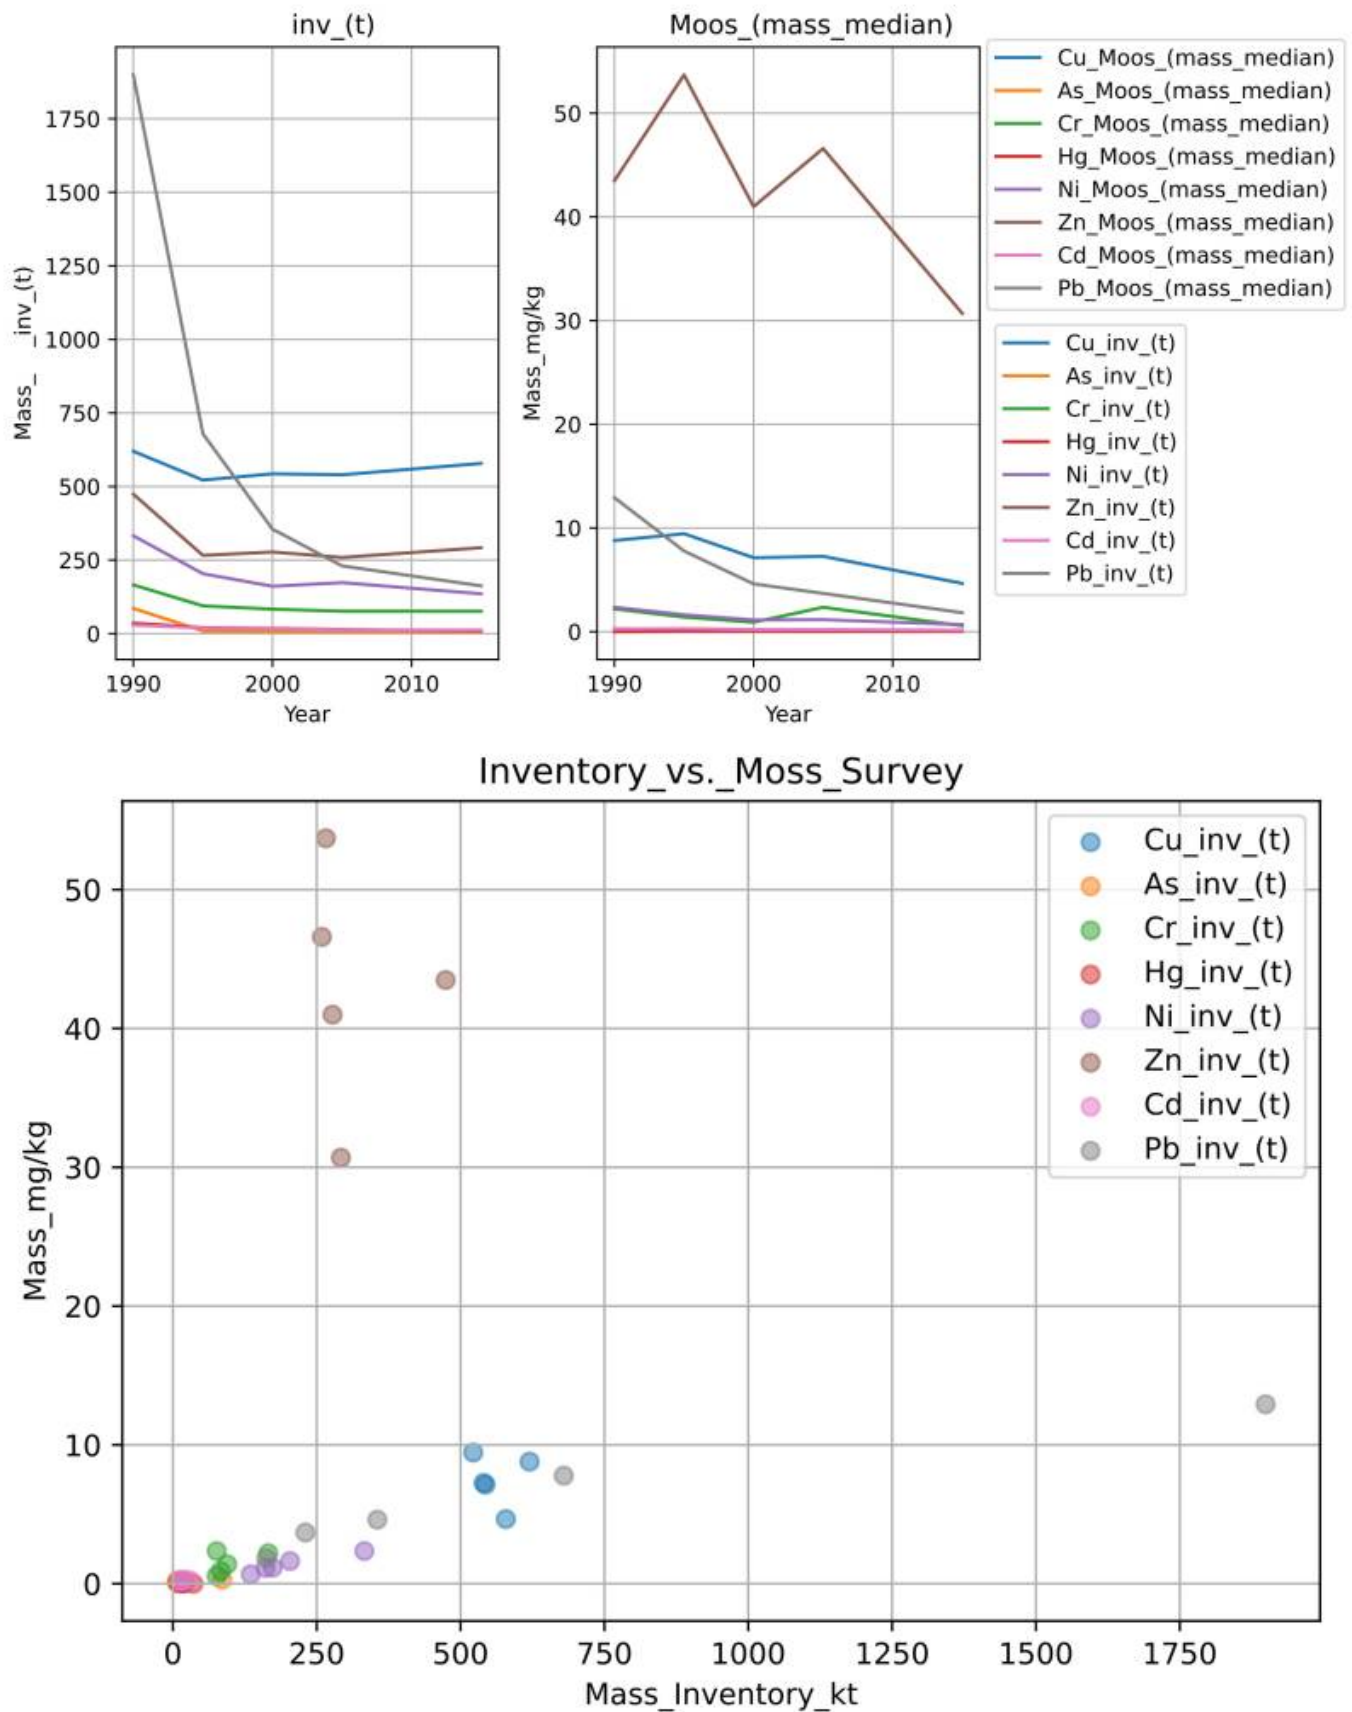 inv_(t)
1750
1500
1250
1000
750
500
250
0
Mass_ _inv_(t)
1990 2000 2010
Year
Moos_(mass_median)
50
40
30
20
10
0
Mass_mg/kg
1990 2000 2010
Year
Cu_Moos_(mass_median)
As_Moos_(mass_median)
Cr_Moos_(mass_median)
Hg_Moos_(mass_median)
Ni_Moos_(mass_median)
Zn_Moos_(mass_median)
Cd_Moos_(mass_median)
Pb_Moos_(mass_median)
Cu_inv_(t)
As_inv_(t)
Cr_inv_(t)
Hg_inv_(t)
Ni_inv_(t)
Zn_inv_(t)
Cd_inv_(t)
Pb_inv_(t)
Inventory_vs._Moss_Survey
50
40
30
20
10
0
Mass_mg/kg
Cu_inv_(t)
As_inv_(t)
Cr_inv_(t)
Hg_inv_(t)
Ni_inv_(t)
Zn_inv_(t)
Cd_inv_(t)
Pb_inv_(t)
0 250 500 750 1000 1250 1500 1750
Mass_Inventory_kt